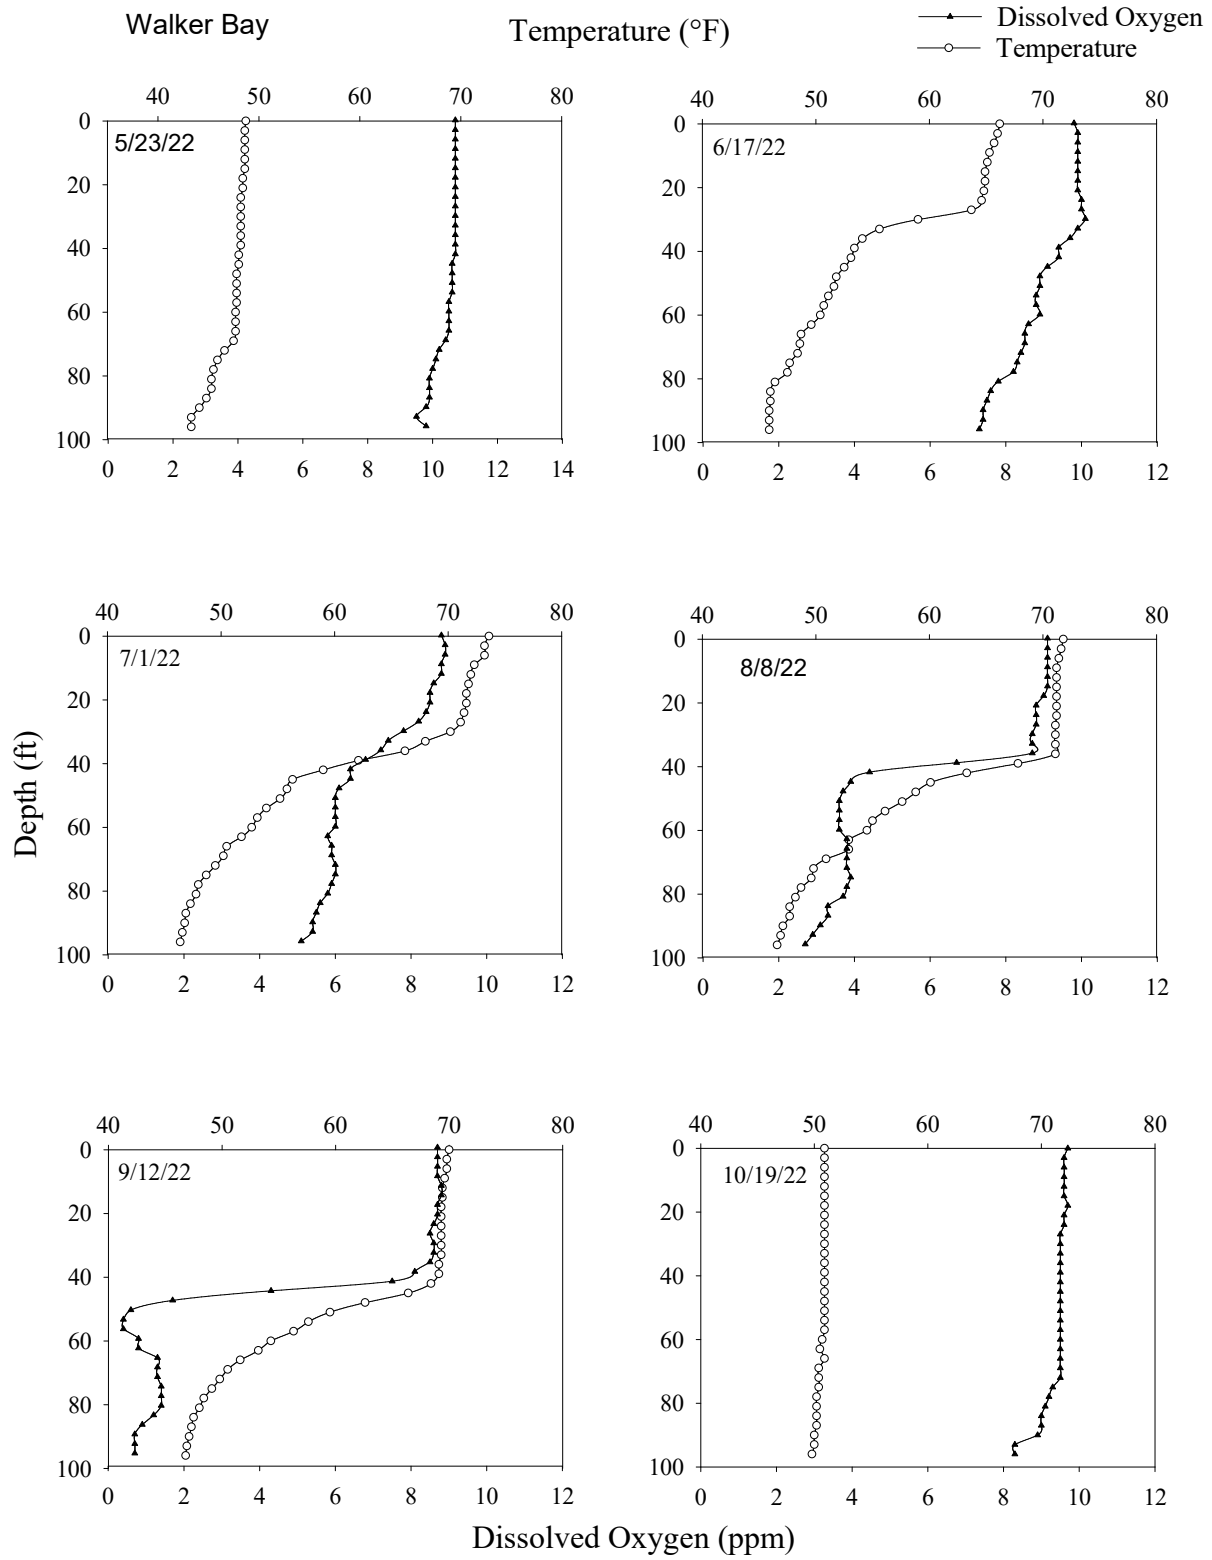 Walker Bay
Temperature (°F)
Dissolved Oxygen
Temperature
40 50 60 70 80
0
20
40
60
80
100
5/23/22
0 2 4 6 8 10 12 14
40 50 60 70 80
0
20
40
60
80
100
6/17/22
0 2 4 6 8 10 12
Depth (ft)
40 50 60 70 80
0
20
40
60
80
100
7/1/22
0 2 4 6 8 10 12
40 50 60 70 80
0
20
40
60
80
100
8/8/22
0 2 4 6 8 10 12
40 50 60 70 80
0
20
40
60
80
100
9/12/22
0 2 4 6 8 10 12
40 50 60 70 80
0
20
40
60
80
100
10/19/22
0 2 4 6 8 10 12
Dissolved Oxygen (ppm)